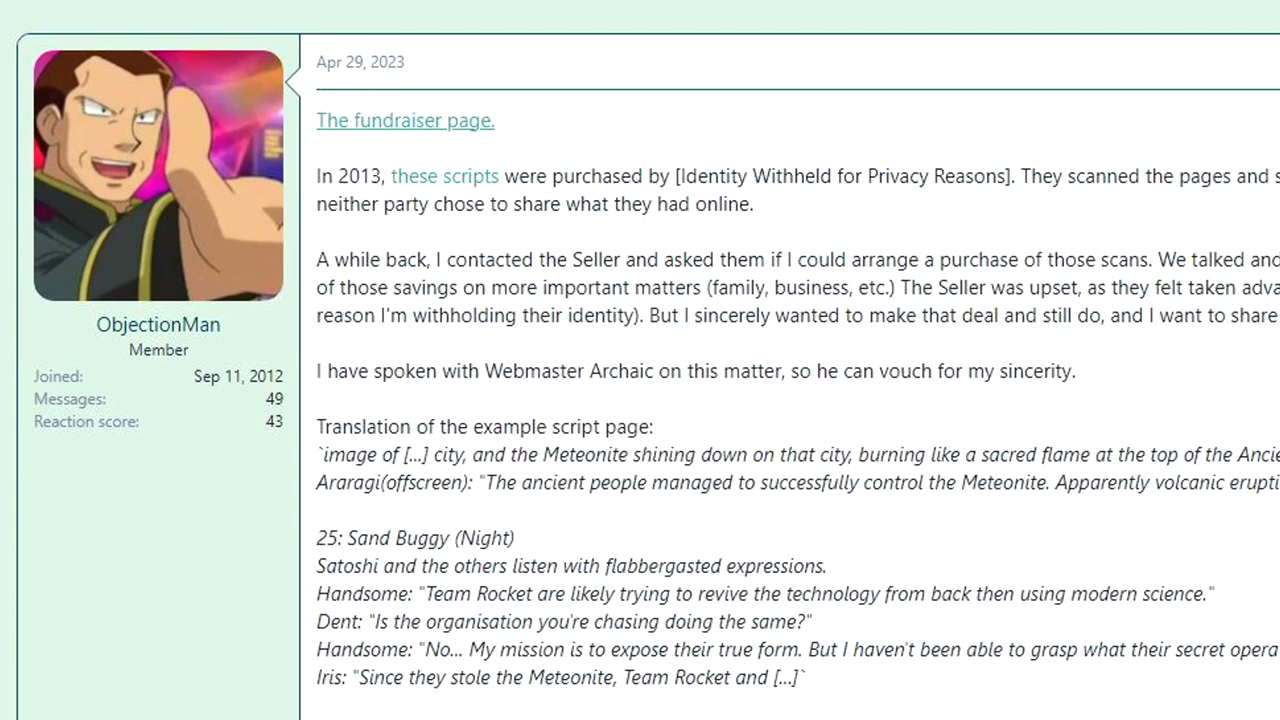 Apr 29, 2023
The fundraiser page.
In 2013, these scripts were purchased by [Identity Withheld for Privacy Reasons]. They scanned the pages and
neither party chose to share what they had online.
A while back, I contacted the Seller and asked them if I could arrange a purchase of those scans. We talked and
of those savings on more important matters (family, business, etc.) The Seller was upset, as they felt taken
reason I'm withholding their identity). But I sincerely wanted to make that deal and still do, and I want to share
I have spoken with Webmaster Archaic on this matter, so he can vouch for my sincerity.
Translation of the example script page:
`image of [...] city, and the Meteonite shining down on that city, burning like a sacred flame at the top of the
Araragi(offscreen): "The ancient people managed to successfully control the Meteonite. Apparently volcanic
25: Sand Buggy (Night)
Satoshi and the others listen with flabbergasted expressions.
Handsome: "Team Rocket are likely trying to revive the technology from back then using modern science."
Dent: "Is the organisation you're chasing doing the same?"
Handsome: "No... My mission is to expose their true form. But I haven't been able to grasp what their secret
Iris: "Since they stole the Meteonite, Team Rocket and [...]`
ObjectionMan
Member
Joined: Sep 11, 2012
Messages: 49
Reaction score: 43